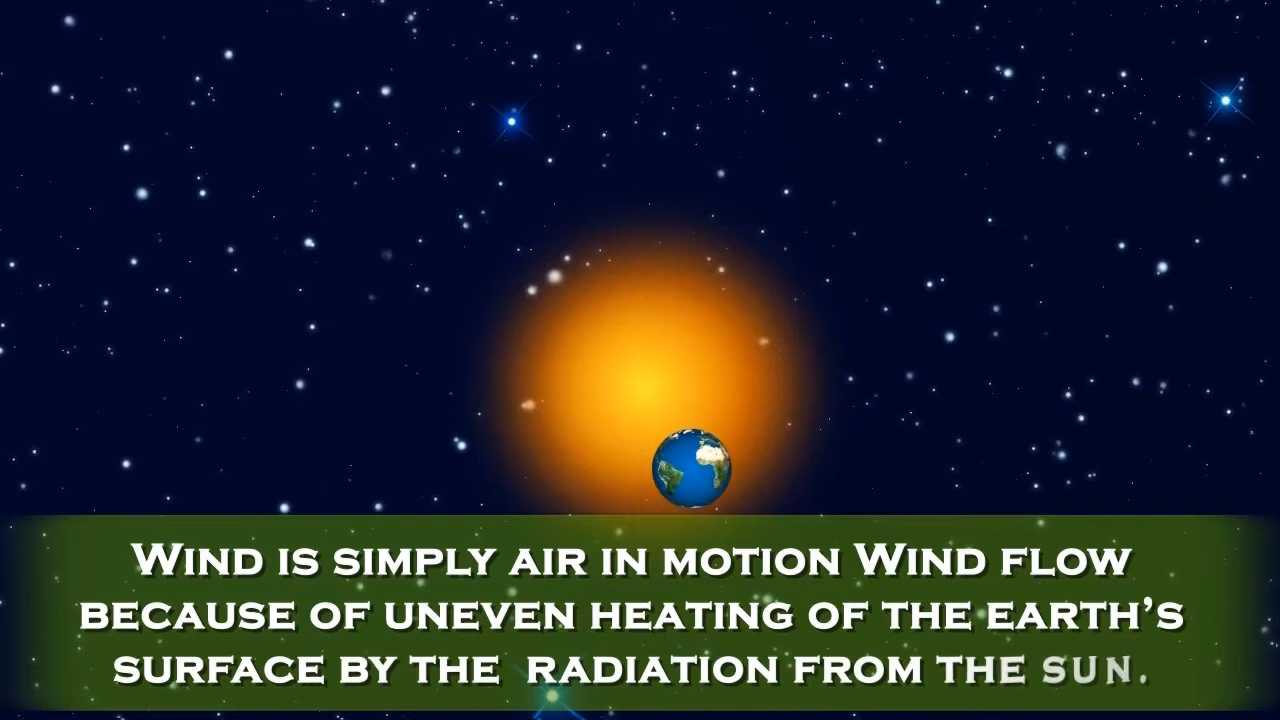 Wind is simply air in motion Wind flow
because of uneven heating of the earth's
surface by the  radiation from the sun.